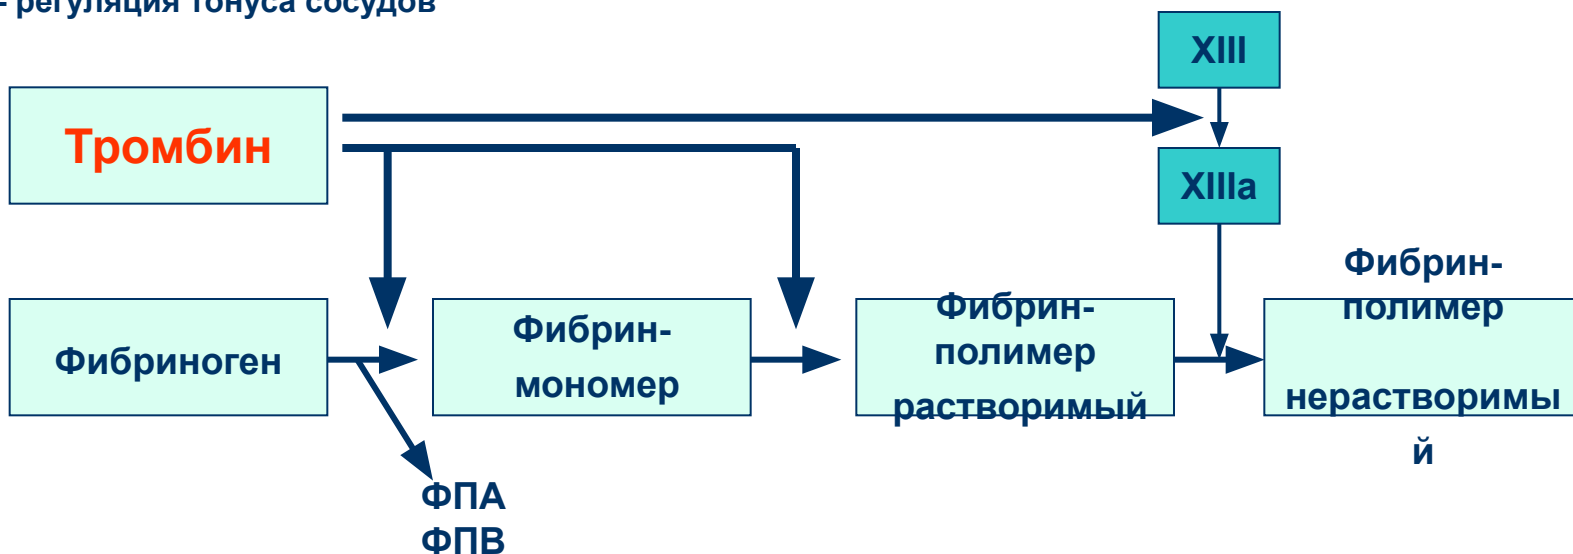 - регуляция тонуса сосудов
XIII
Тромбин
XIIIa
Фибриноген
Фибрин-
мономер
Фибрин-
полимер
растворимый
Фибрин-
полимер
нерастворимы
й
ФПА
ФПВ